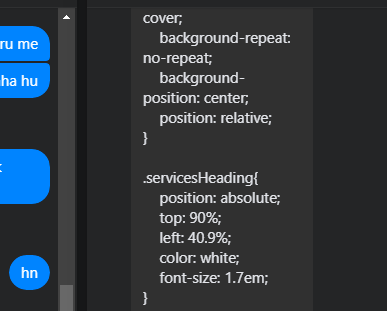 ru me
ha hu
hn
cover;
background-repeat:
no-repeat;
background-
position: center;
position: relative;
}
.servicesHeading{
position: absolute;
top: 90%;
left: 40.9%;
color: white;
font-size: 1.7em;
}